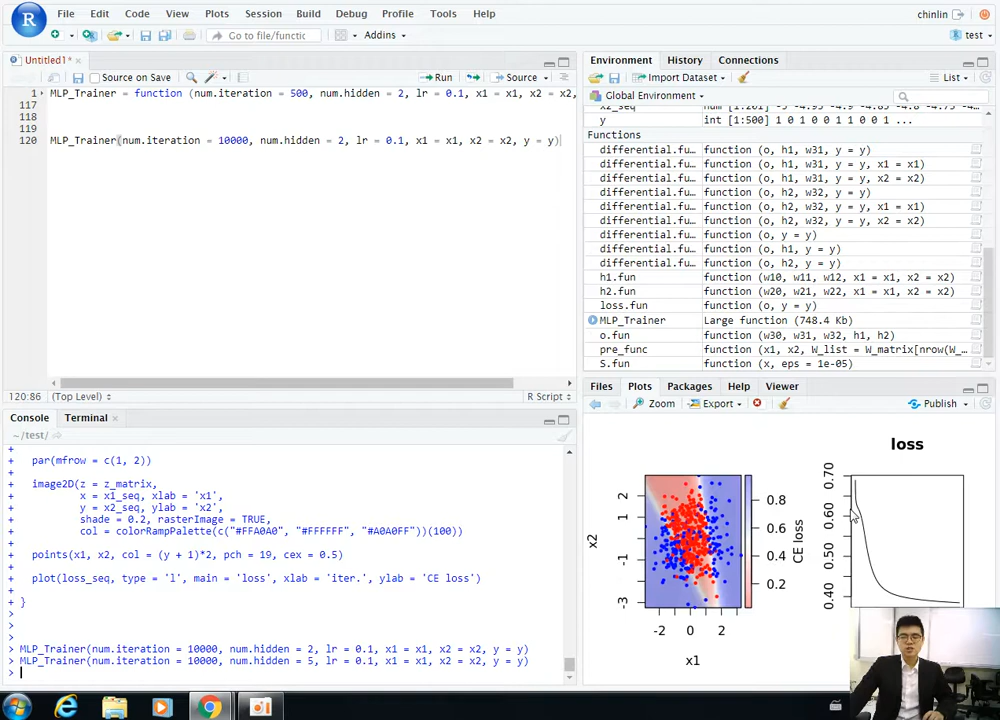 File Edit Code View Plots Session Build Debug Profile Tools Help
chinlin
Go to file/functic
Addins
test
Untitled1*
Source on Save
Run
Source
1 MLP_Trainer = function (num.iteration = 500, num.hidden = 2, lr = 0.1, x1 = x1, x2 = x2,
117
118
119
120 MLP_Trainer(num.iteration = 10000, num.hidden = 2, lr = 0.1, x1 = x1, x2 = x2, y = y)
120:86 (Top Level)
R Script
Console Terminal
~/test/
+
+ par(mfrow = c(1, 2))
+
+ image2D(z = z_matrix,
+ x = x1_seq, xlab = 'x1',
+ y = x2_seq, ylab = 'x2',
+ shade = 0.2, rasterImage = TRUE,
+ col = colorRampPalette(c("#FFA0A0", "#FFFFFF", "#A0A0FF"))(100))
+
+ points(x1, x2, col = (y + 1)*2, pch = 19, cex = 0.5)
+
+ plot(loss_seq, type = 'l', main = 'loss', xlab = 'iter.', ylab = 'CE loss')
+
+ }
>
>
>
> MLP_Trainer(num.iteration = 10000, num.hidden = 2, lr = 0.1, x1 = x1, x2 = x2, y = y)
> MLP_Trainer(num.iteration = 10000, num.hidden = 5, lr = 0.1, x1 = x1, x2 = x2, y = y)
>
Environment History Connections
Import Dataset
List
Global Environment
y int [1:500] 1 0 1 0 0 1 1 0 0 1 ...
Functions
differential.fu… function (o, h1, w31, y = y)
differential.fu… function (o, h1, w31, y = y, x1 = x1)
differential.fu… function (o, h1, w31, y = y, x2 = x2)
differential.fu… function (o, h2, w32, y = y)
differential.fu… function (o, h2, w32, y = y, x1 = x1)
differential.fu… function (o, h2, w32, y = y, x2 = x2)
differential.fu… function (o, y = y)
differential.fu… function (o, h1, y = y)
differential.fu… function (o, h2, y = y)
h1.fun function (w10, w11, w12, x1 = x1, x2 = x2)
h2.fun function (w20, w21, w22, x1 = x1, x2 = x2)
loss.fun function (o, y = y)
MLP_Trainer Large function (748.4 Kb)
o.fun function (w30, w31, w32, h1, h2)
pre_func function (x1, x2, W_list = W_matrix[nrow(W_…
S.fun function (x, eps = 1e-05)
Files Plots Packages Help Viewer
Zoom
Export
Publish
loss
x2
2
1
-1
-3
-2 0 2
x1
0.8
0.6
0.4
0.2
CE loss
0.70
0.60
0.50
0.40